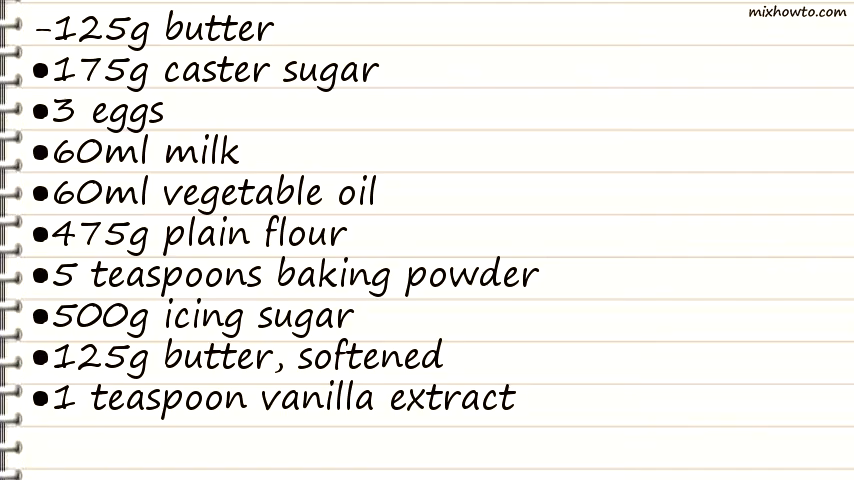 mixhowto.com
-125g butter
•175g caster sugar
•3 eggs
•60ml milk
•60ml vegetable oil
•475g plain flour
•5 teaspoons baking powder
•500g icing sugar
•125g butter, softened
•1 teaspoon vanilla extract